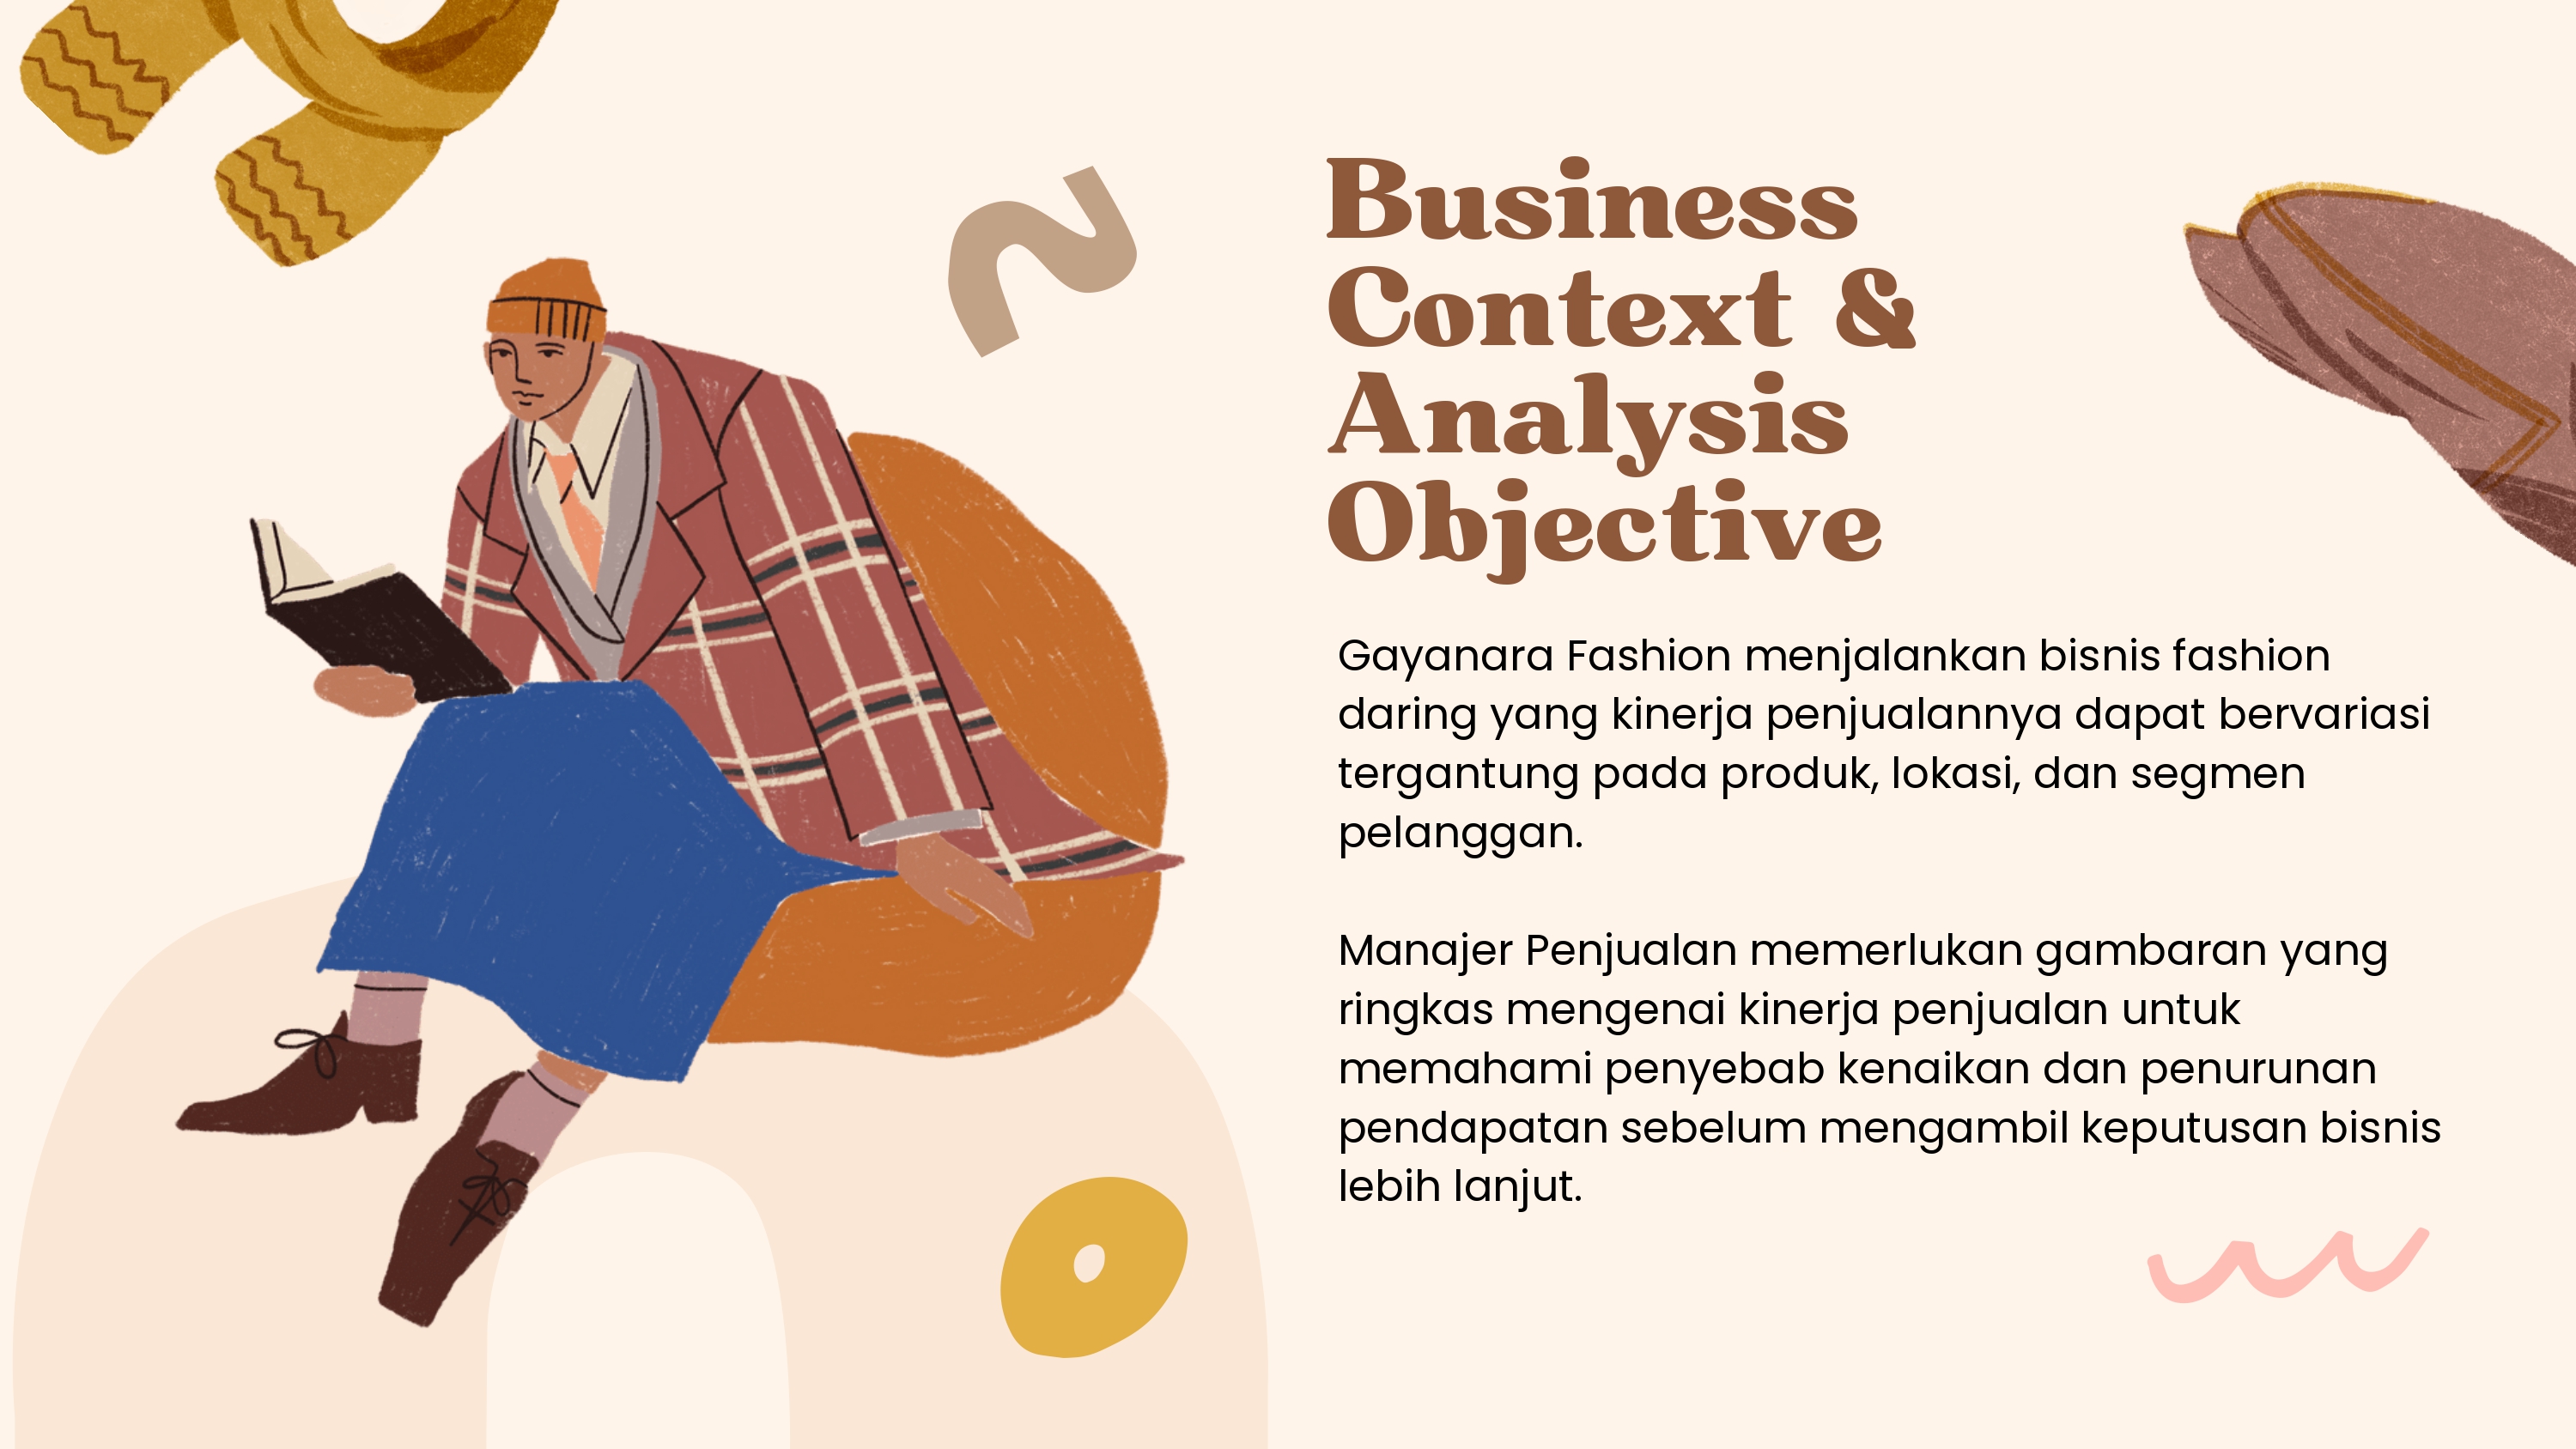 Business
Context &
Analysis
Objective
Gayanara Fashion menjalankan bisnis fashion
daring yang kinerja penjualannya dapat bervariasi
tergantung pada produk, lokasi, dan segmen
pelanggan.
Manajer Penjualan memerlukan gambaran yang
ringkas mengenai kinerja penjualan untuk
memahami penyebab kenaikan dan penurunan
pendapatan sebelum mengambil keputusan bisnis
lebih lanjut.